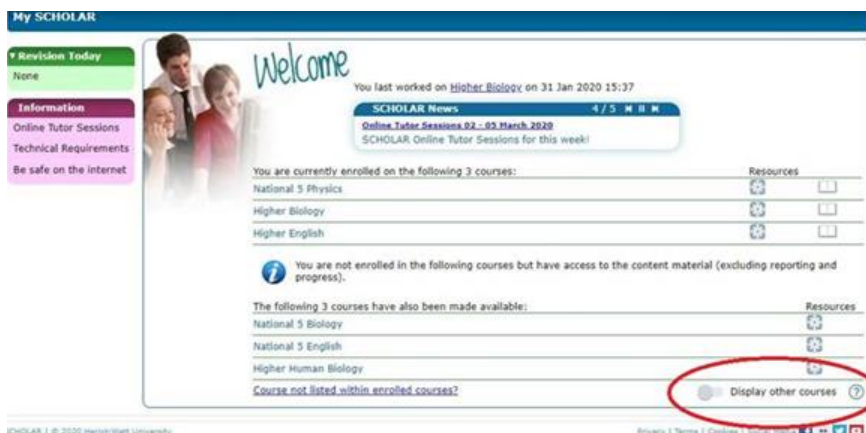 My SCHOLAR
Revision Today
None
Information
Online Tutor Sessions
Technical Requirements
Be safe on the internet
Welcome
You last worked on Higher Biology on 31 Jan 2020 15:37
SCHOLAR News 4/5
Online Tutor Sessions 02 - 05 March 2020
SCHOLAR Online Tutor Sessions for this week!
You are currently enrolled on the following 3 courses: Resources
National 5 Physics
Higher Biology
Higher English
You are not enrolled in the following courses but have access to the content material (excluding reporting and
progress).
The following 3 courses have also been made available: Resources
National 5 Biology
National 5 English
Higher Human Biology
Course not listed within enrolled courses? Display other courses ?
SCHOLAR | © 2020 Heriot-Watt University Privacy | Terms | Cookies | Social Media